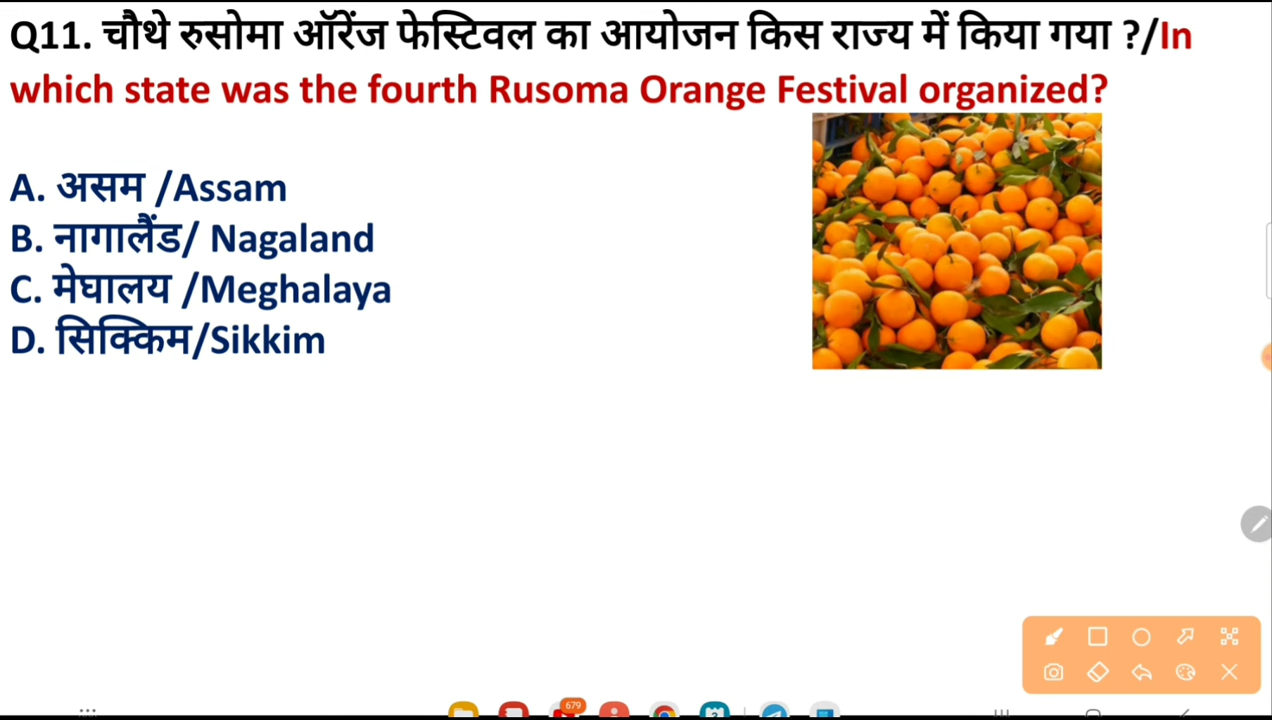 Q11. चौथे रुसोमा ऑरेंज फेस्टिवल का आयोजन किस राज्य में किया गया ?/In
which state was the fourth Rusoma Orange Festival organized?
A. असम /Assam
B. नागालैंड/ Nagaland
C. मेघालय /Meghalaya
D. सिक्किम/Sikkim
679